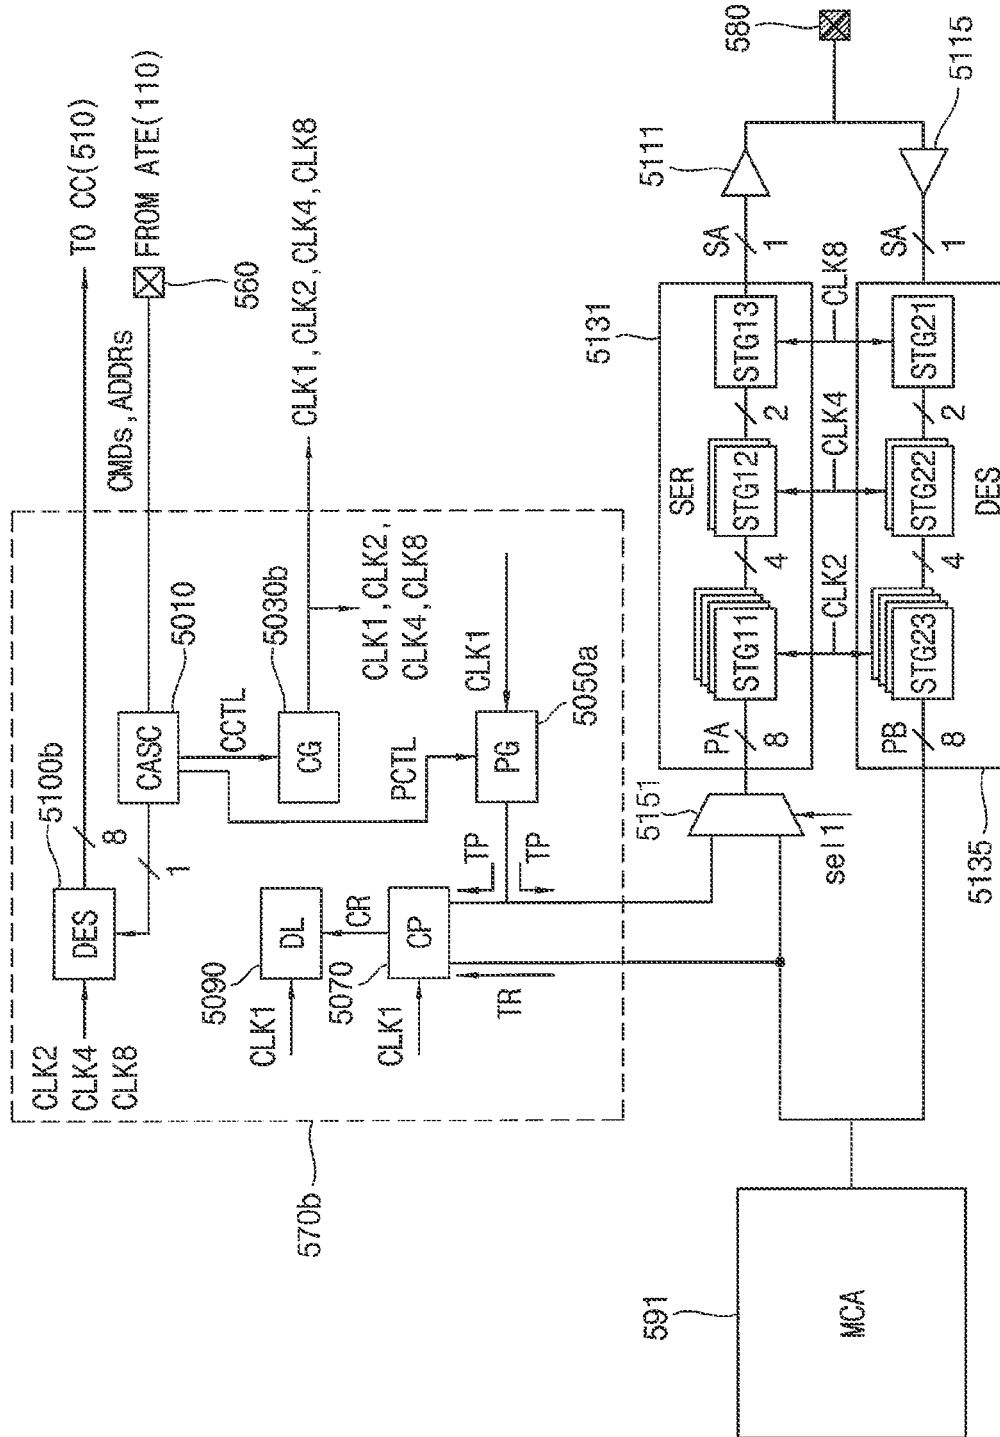 TO CC(510)
FROM ATE(110)
560
CMDs, ADDRs
CLK1, CLK2, CLK4, CLK8
5100b
8
1
DES
CLK2
CLK4
CLK8
CASC
5010
CCTL
CG
5030b
CLK1, CLK2,
CLK4, CLK8
PCTL
CLK1
PG
5050a
TP
TP
DL
5090
CLK1
CR
CP
5070
CLK1
TR
570b
580
5111
5115
SA
1
SA
1
5131
SER
STG13
2
STG12
4
STG11
PA
8
CLK8
CLK4
CLK2
DES
STG21
2
STG22
4
STG23
PB
8
5135
5151
sel1
591
MCA